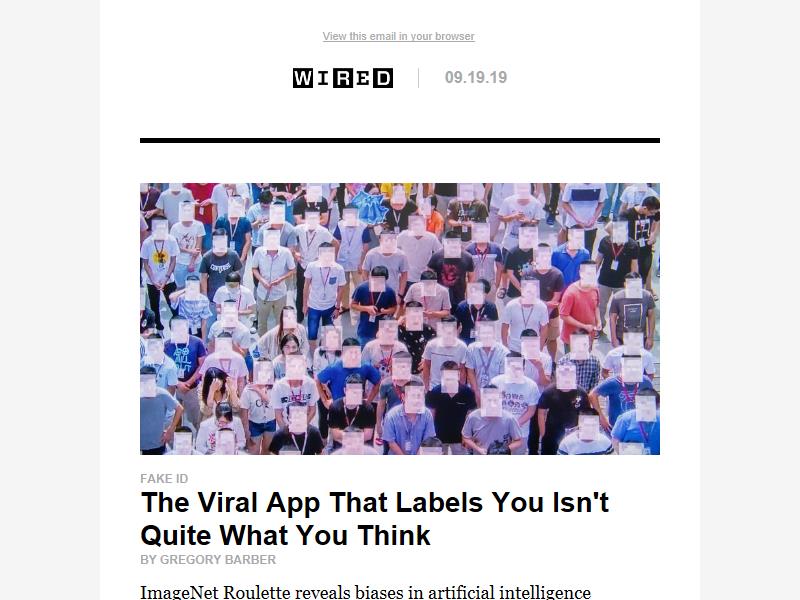 View this email in your browser
WIRED
09.19.19
FAKE ID
The Viral App That Labels You Isn't
Quite What You Think
BY GREGORY BARBER
ImageNet Roulette reveals biases in artificial intelligence